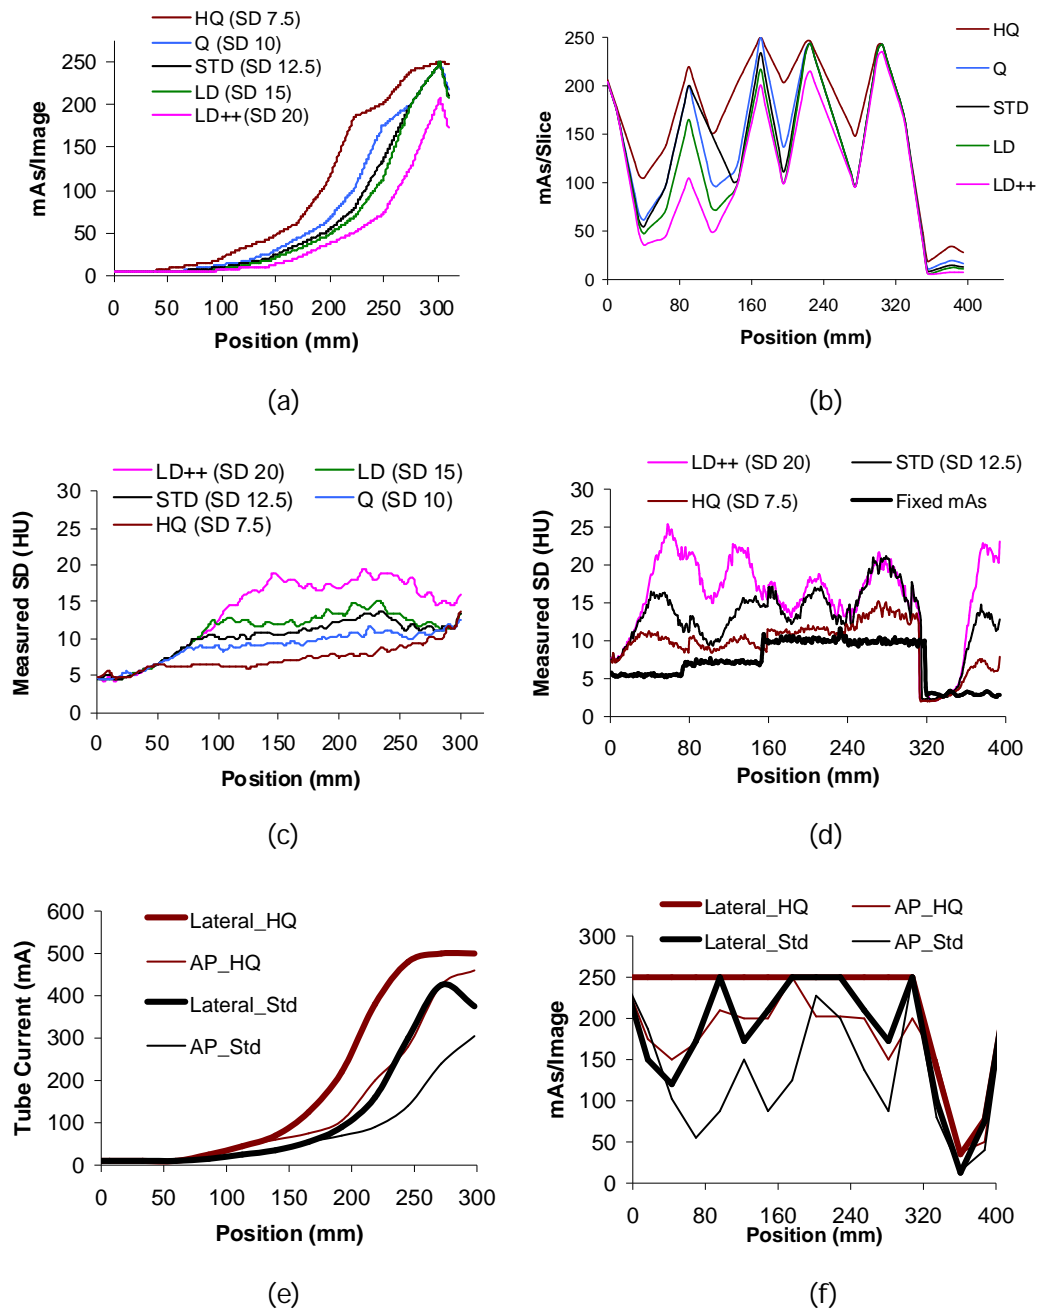 HQ (SD 7.5)
Q (SD 10)
STD (SD 12.5)
LD (SD 15)
LD++ (SD 20)
250
200
150
100
50
0
mAs/Image
0 50 100 150 200 250 300
Position (mm)
(a)
250
200
150
100
50
0
mAs/Slice
HQ
Q
STD
LD
LD++
0 80 160 240 320 400
Position (mm)
(b)
LD++ (SD 20) LD (SD 15)
STD (SD 12.5) Q (SD 10)
HQ (SD 7.5)
30
25
20
15
10
5
0
Measured SD (HU)
0 50 100 150 200 250 300
Position (mm)
(c)
LD++ (SD 20) STD (SD 12.5)
HQ (SD 7.5) Fixed mAs
30
25
20
15
10
5
0
Measured SD (HU)
0 80 160 240 320 400
Position (mm)
(d)
600
500
400
300
200
100
0
Tube Current (mA)
Lateral_HQ
AP_HQ
Lateral_Std
AP_Std
0 50 100 150 200 250 300
Position (mm)
(e)
Lateral_HQ AP_HQ
Lateral_Std AP_Std
300
250
200
150
100
50
0
mAs/Image
0 80 160 240 320 400
Position (mm)
(f)